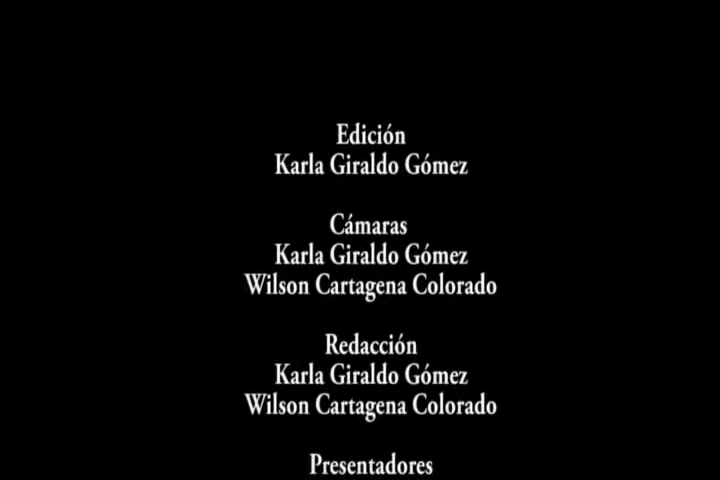 Edición
Karla Giraldo Gómez
Cámaras
Karla Giraldo Gómez
Wilson Cartagena Colorado
Redacción
Karla Giraldo Gómez
Wilson Cartagena Colorado
Presentadores